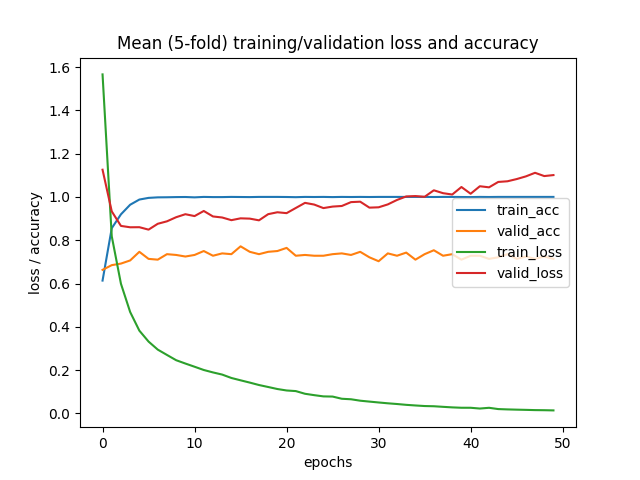 Mean (5-fold) training/validation loss and accuracy
loss / accuracy
1.6
1.4
1.2
1.0
0.8
0.6
0.4
0.2
0.0
train_acc
valid_acc
train_loss
valid_loss
0 10 20 30 40 50
epochs